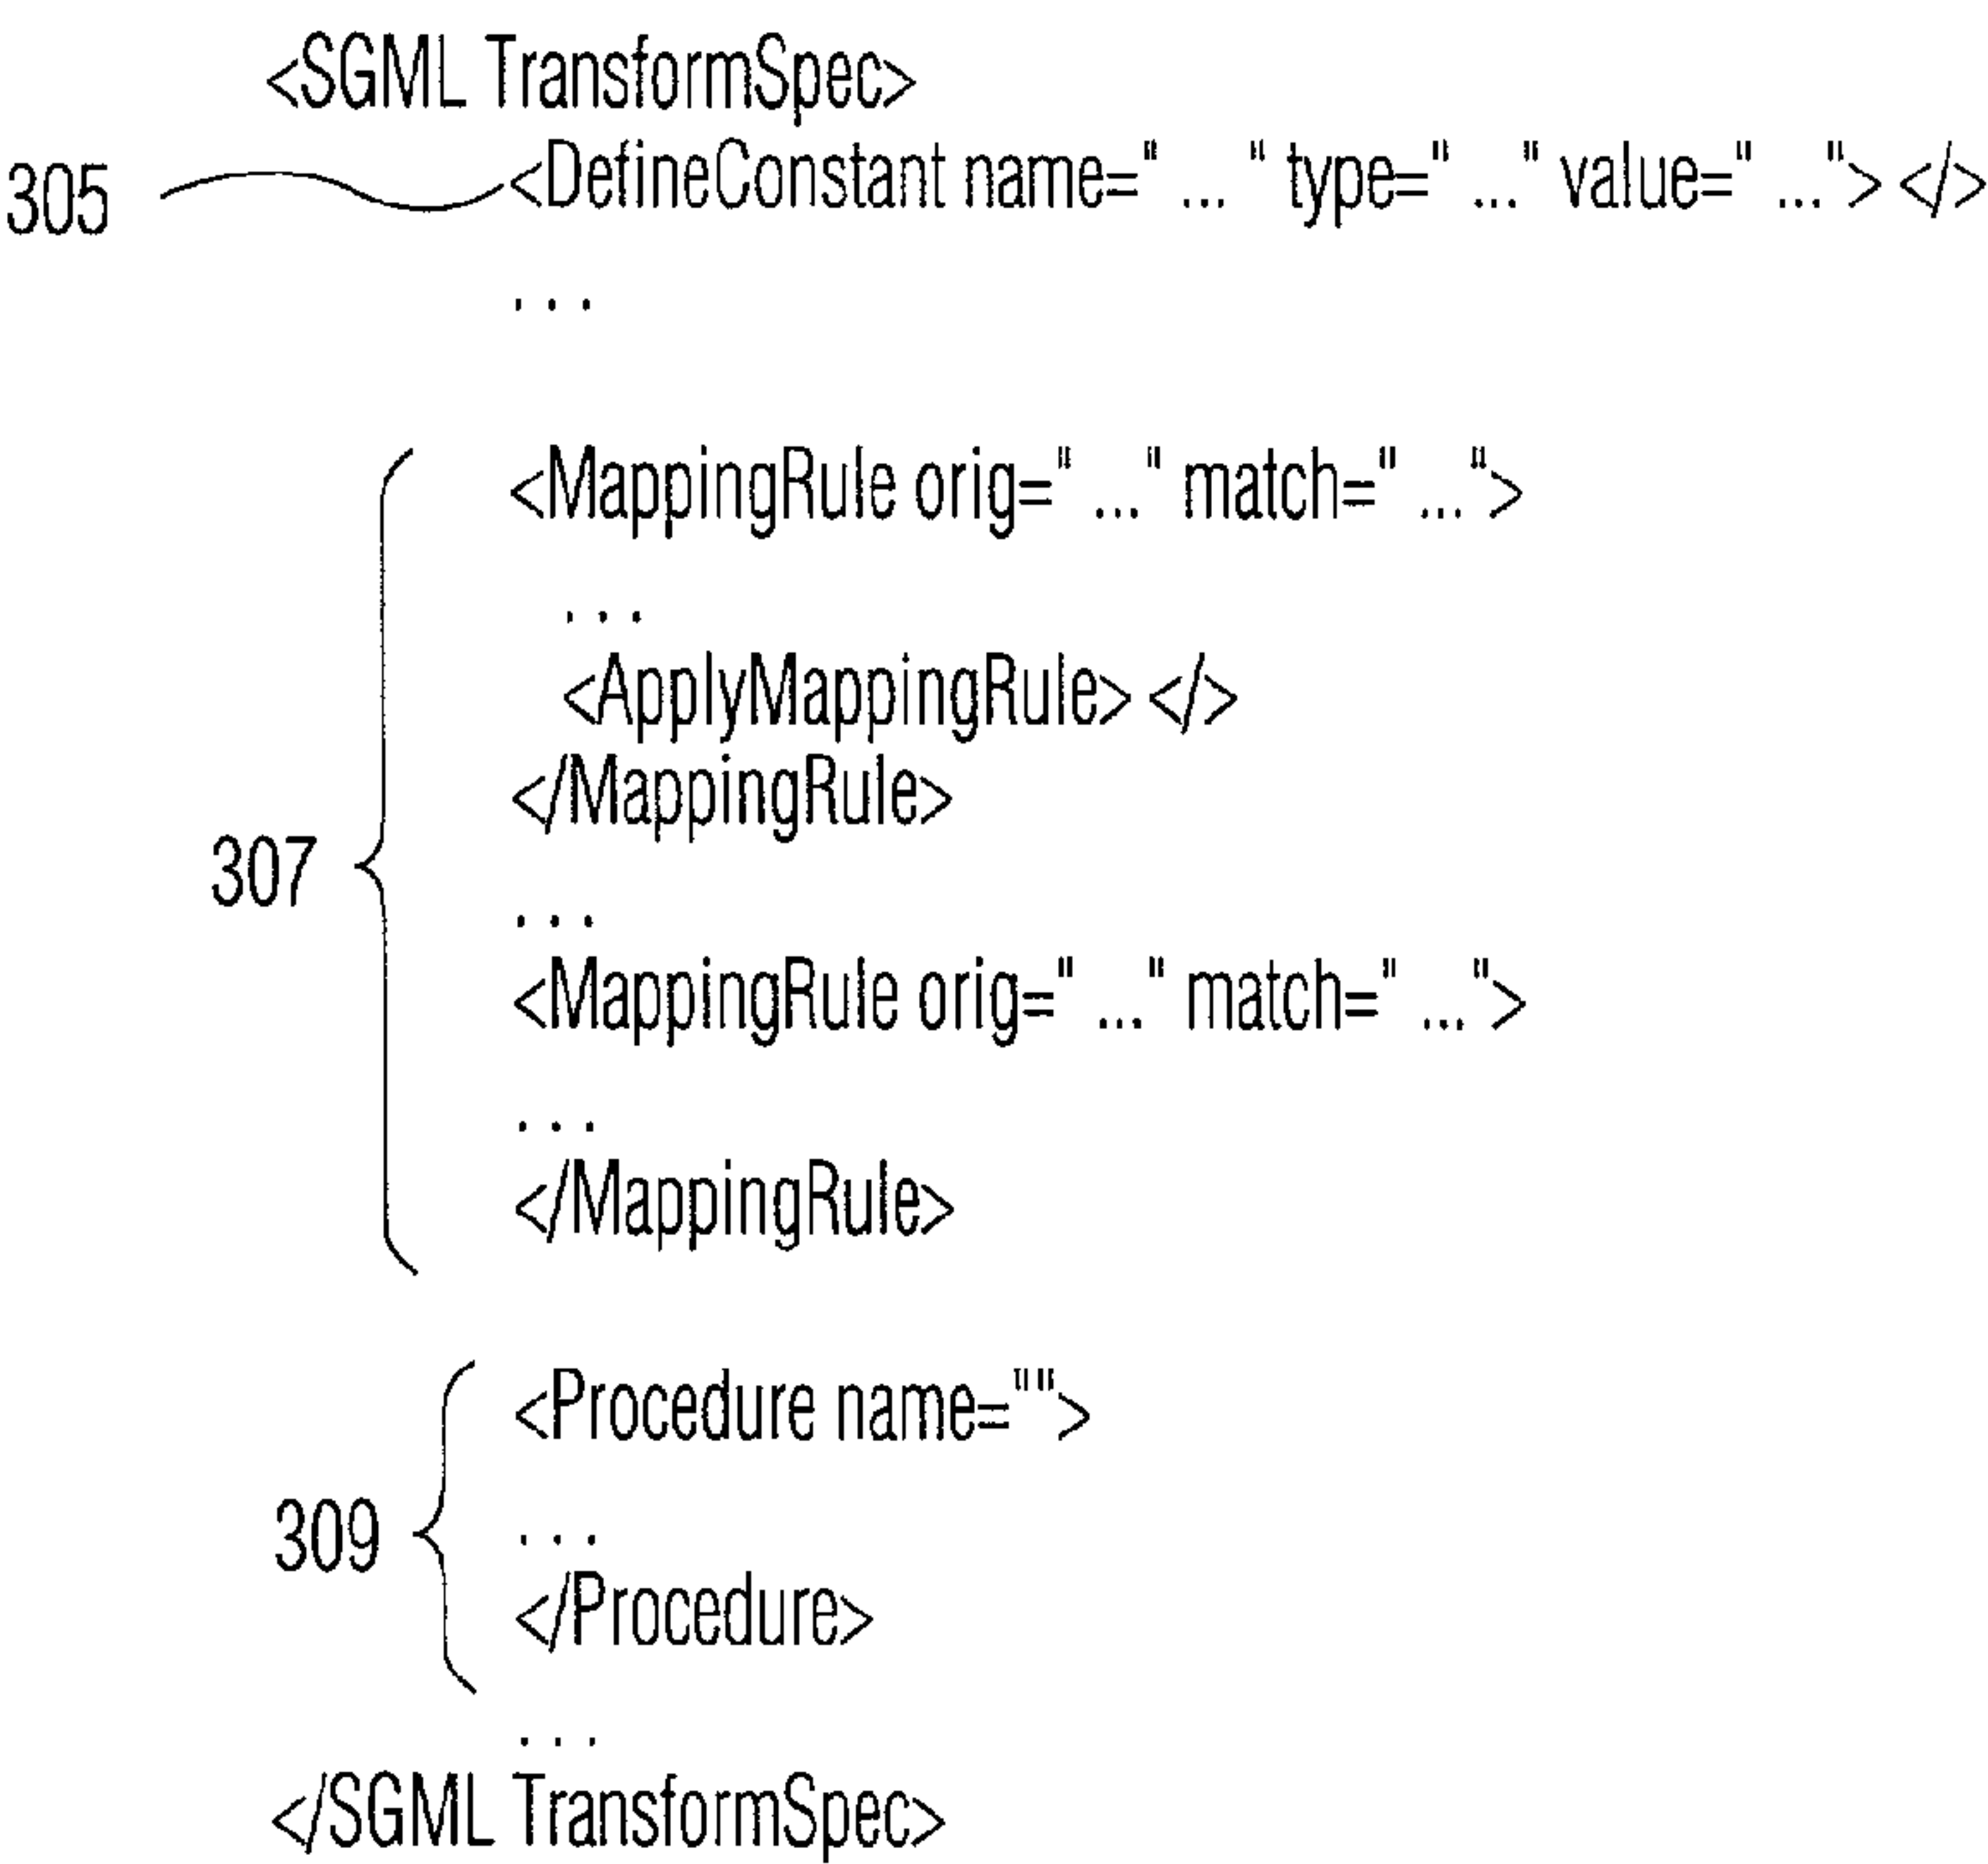 <SGML TransformSpec>
305 <DefineConstant name=" ... " type=" ... " value=" ... "> </>
...
<MappingRule orig=" ... " match=" ... ">
...
<ApplyMappingRule> </>
</MappingRule>
307
...
<MappingRule orig=" ... " match=" ... ">
...
</MappingRule>
<Procedure name="">
309 ...
</Procedure>
...
</SGML TransformSpec>